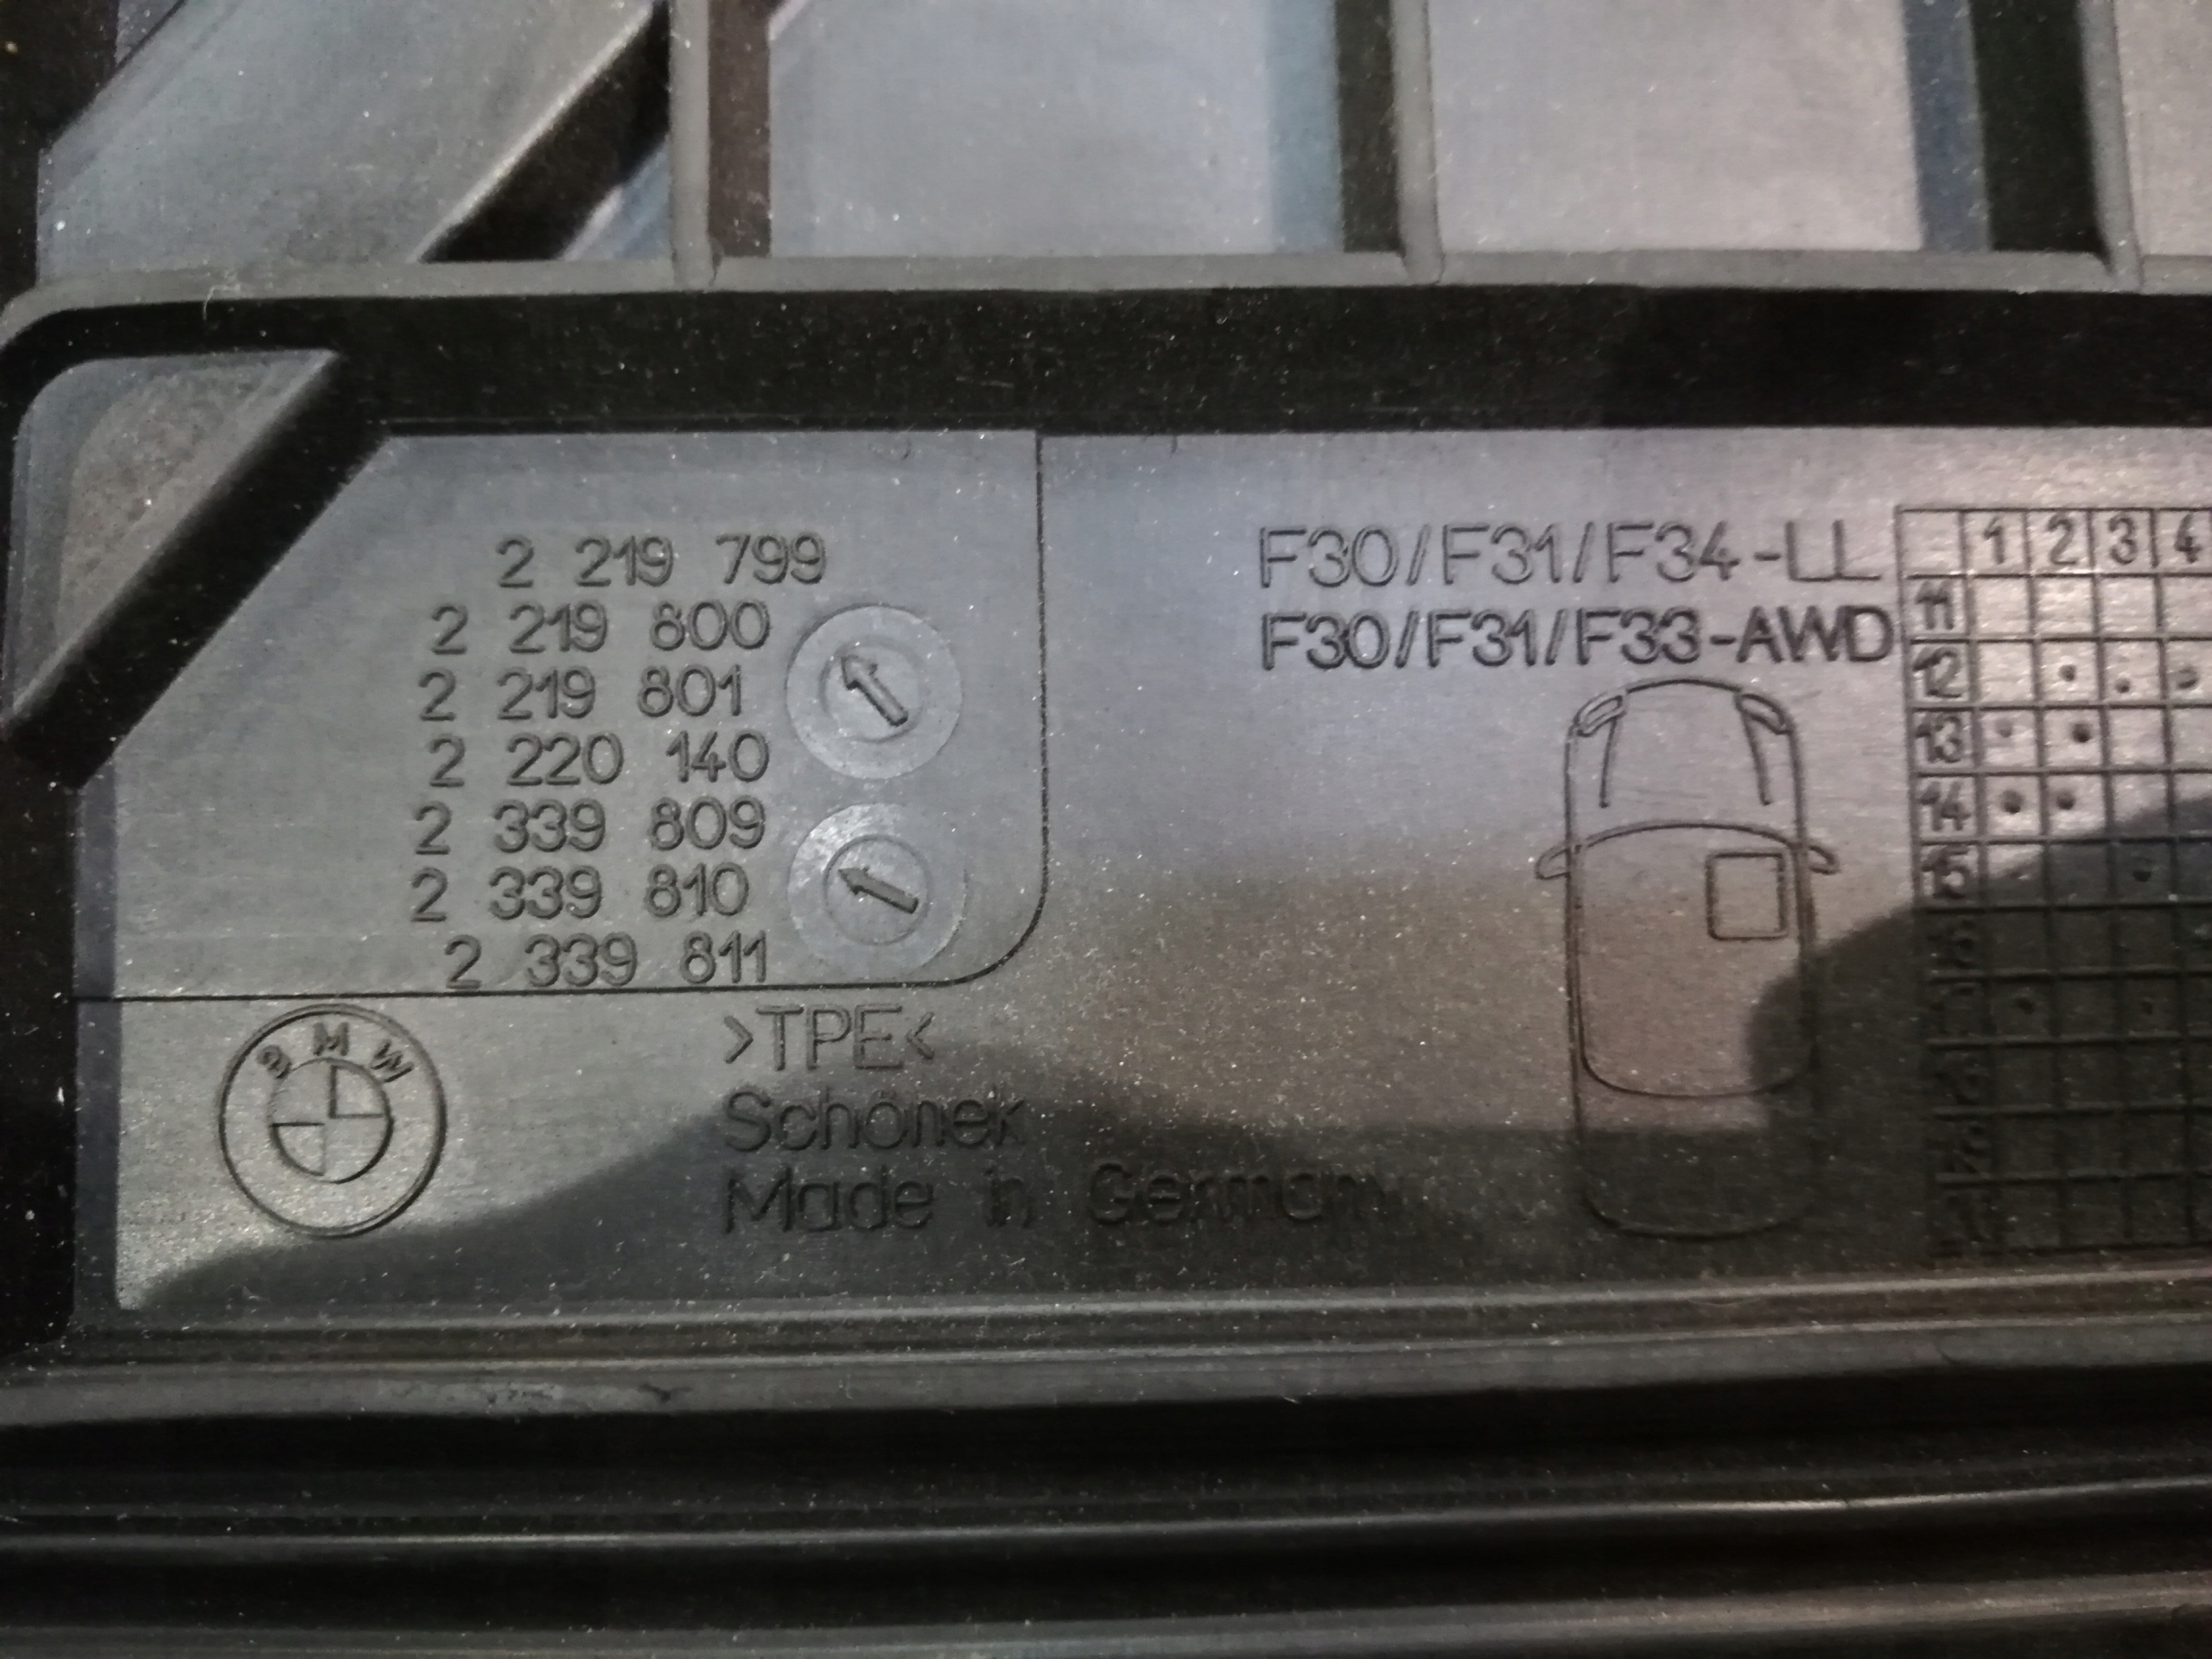 2 219 799
2 219 800
2 219 801
2 220 140
2 339 809
2 339 810
2 339 811
BMW
>TPE<
Schönek
Made in German
F30/F31/F34-LL
F30/F31/F33-AWD
1 2 3 4
11
12
13
14
15
16